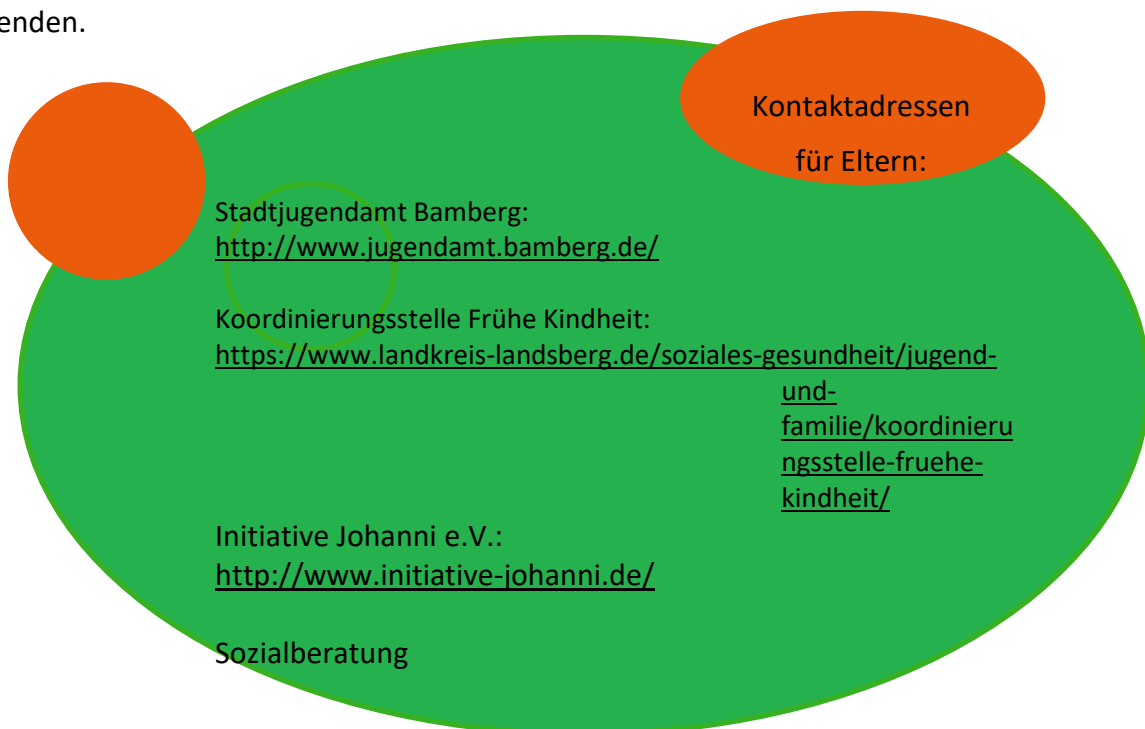 enden.
Kontaktadressen
für Eltern:
Stadtjugendamt Bamberg:
http://www.jugendamt.bamberg.de/
Koordinierungsstelle Frühe Kindheit:
https://www.landkreis-landsberg.de/soziales-gesundheit/jugend-
und-
familie/koordinieru
ngsstelle-fruehe-
kindheit/
Initiative Johanni e.V.:
http://www.initiative-johanni.de/
Sozialberatung